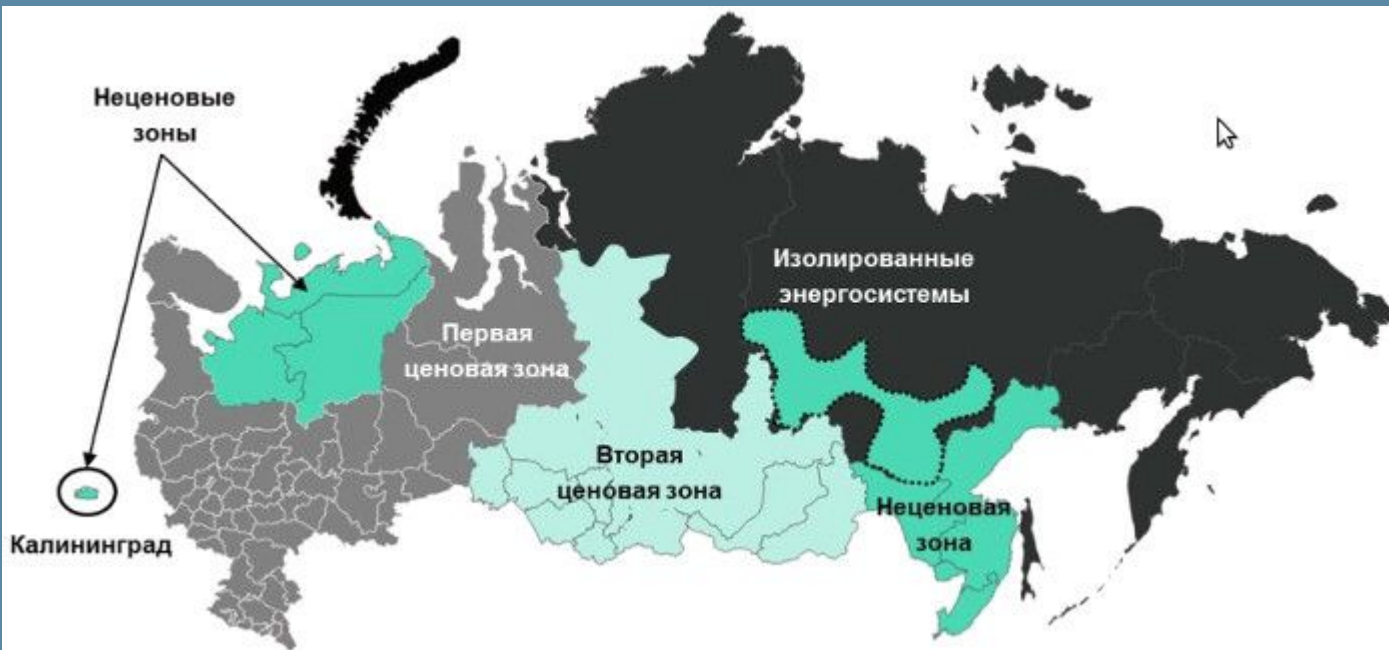 Неценовые
зоны
Изолированные
энергосистемы
Первая
ценовая зона
Вторая
ценовая зона
Неценовая
зона
Калининград